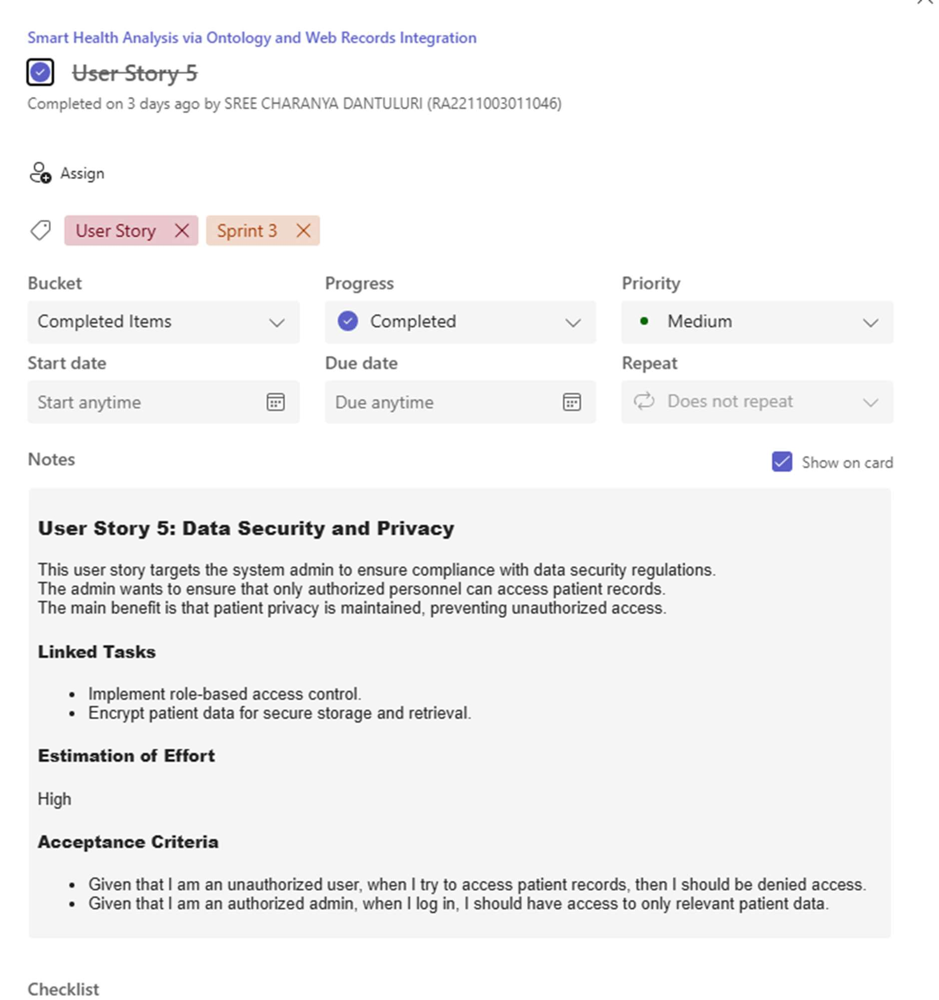 Smart Health Analysis via Ontology and Web Records Integration
User Story 5
Completed on 3 days ago by SREE CHARANYA DANTULURI (RA2211003011046)
Assign
User Story Sprint 3
Bucket Progress Priority
Completed Items Completed Medium
Start date Due date Repeat
Start anytime Due anytime Does not repeat
Notes Show on card
User Story 5: Data Security and Privacy
This user story targets the system admin to ensure compliance with data security regulations.
The admin wants to ensure that only authorized personnel can access patient records.
The main benefit is that patient privacy is maintained, preventing unauthorized access.
Linked Tasks
• Implement role-based access control.
• Encrypt patient data for secure storage and retrieval.
Estimation of Effort
High
Acceptance Criteria
• Given that I am an unauthorized user, when I try to access patient records, then I should be denied access.
• Given that I am an authorized admin, when I log in, I should have access to only relevant patient data.
Checklist